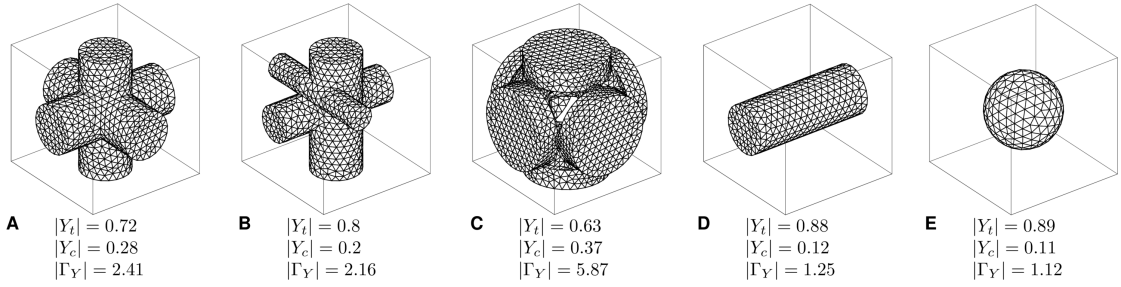 A |Y_t| = 0.72
|Y_c| = 0.28
|Γ_Y| = 2.41
B |Y_t| = 0.8
|Y_c| = 0.2
|Γ_Y| = 2.16
C |Y_t| = 0.63
|Y_c| = 0.37
|Γ_Y| = 5.87
D |Y_t| = 0.88
|Y_c| = 0.12
|Γ_Y| = 1.25
E |Y_t| = 0.89
|Y_c| = 0.11
|Γ_Y| = 1.12